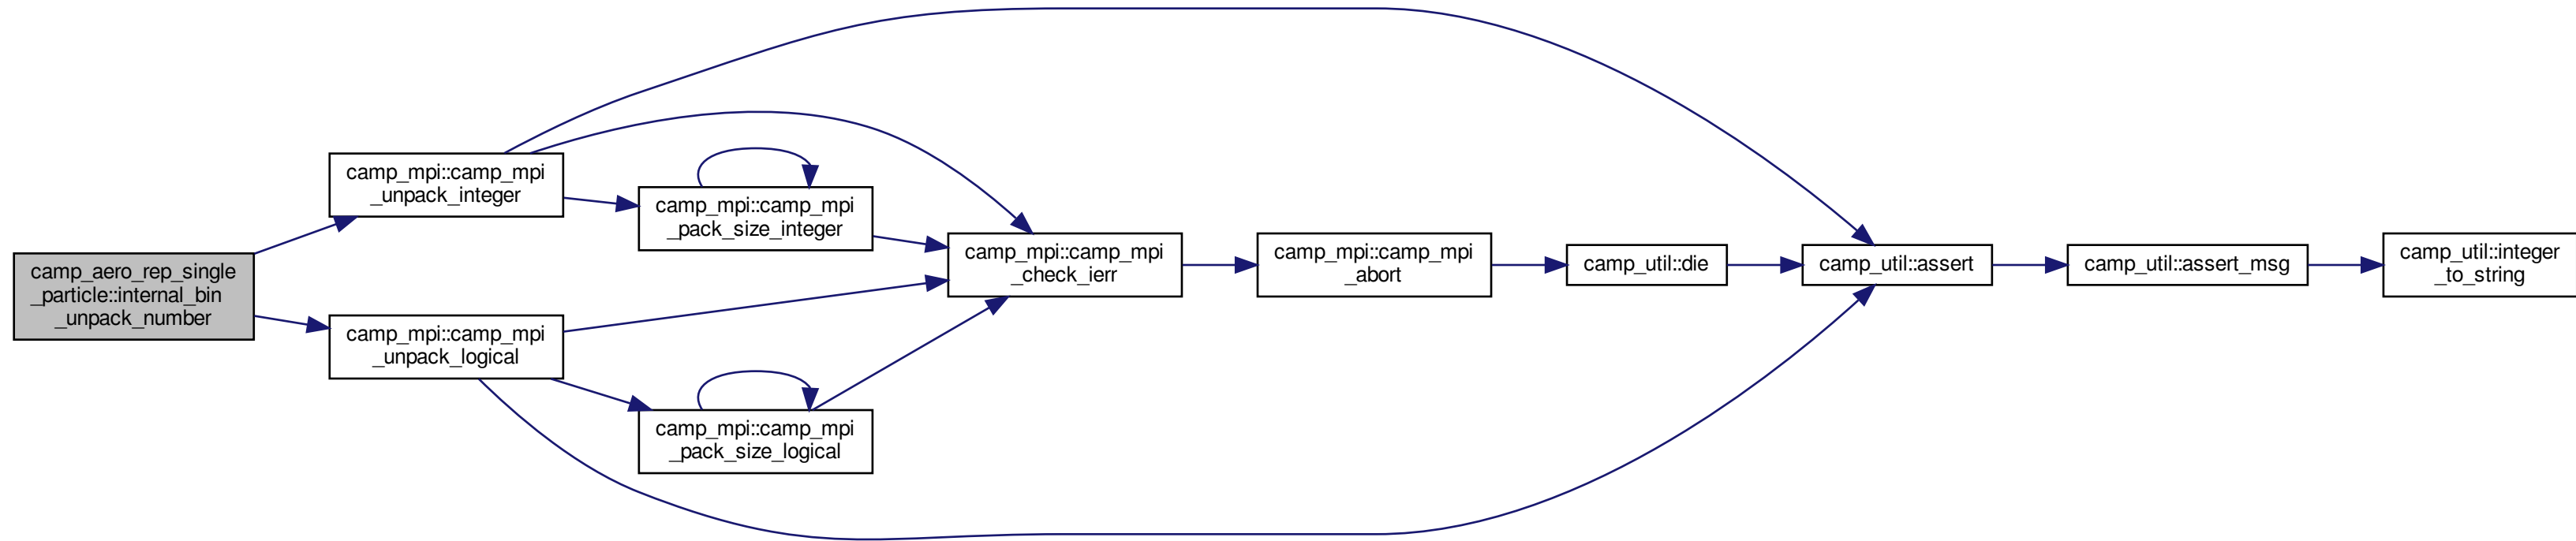 camp_aero_rep_single
_particle::internal_bin
_unpack_number
camp_mpi::camp_mpi
_unpack_integer
camp_mpi::camp_mpi
_unpack_logical
camp_mpi::camp_mpi
_pack_size_integer
camp_mpi::camp_mpi
_pack_size_logical
camp_mpi::camp_mpi
_check_ierr
camp_mpi::camp_mpi
_abort
camp_util::die
camp_util::assert
camp_util::assert_msg
camp_util::integer
_to_string